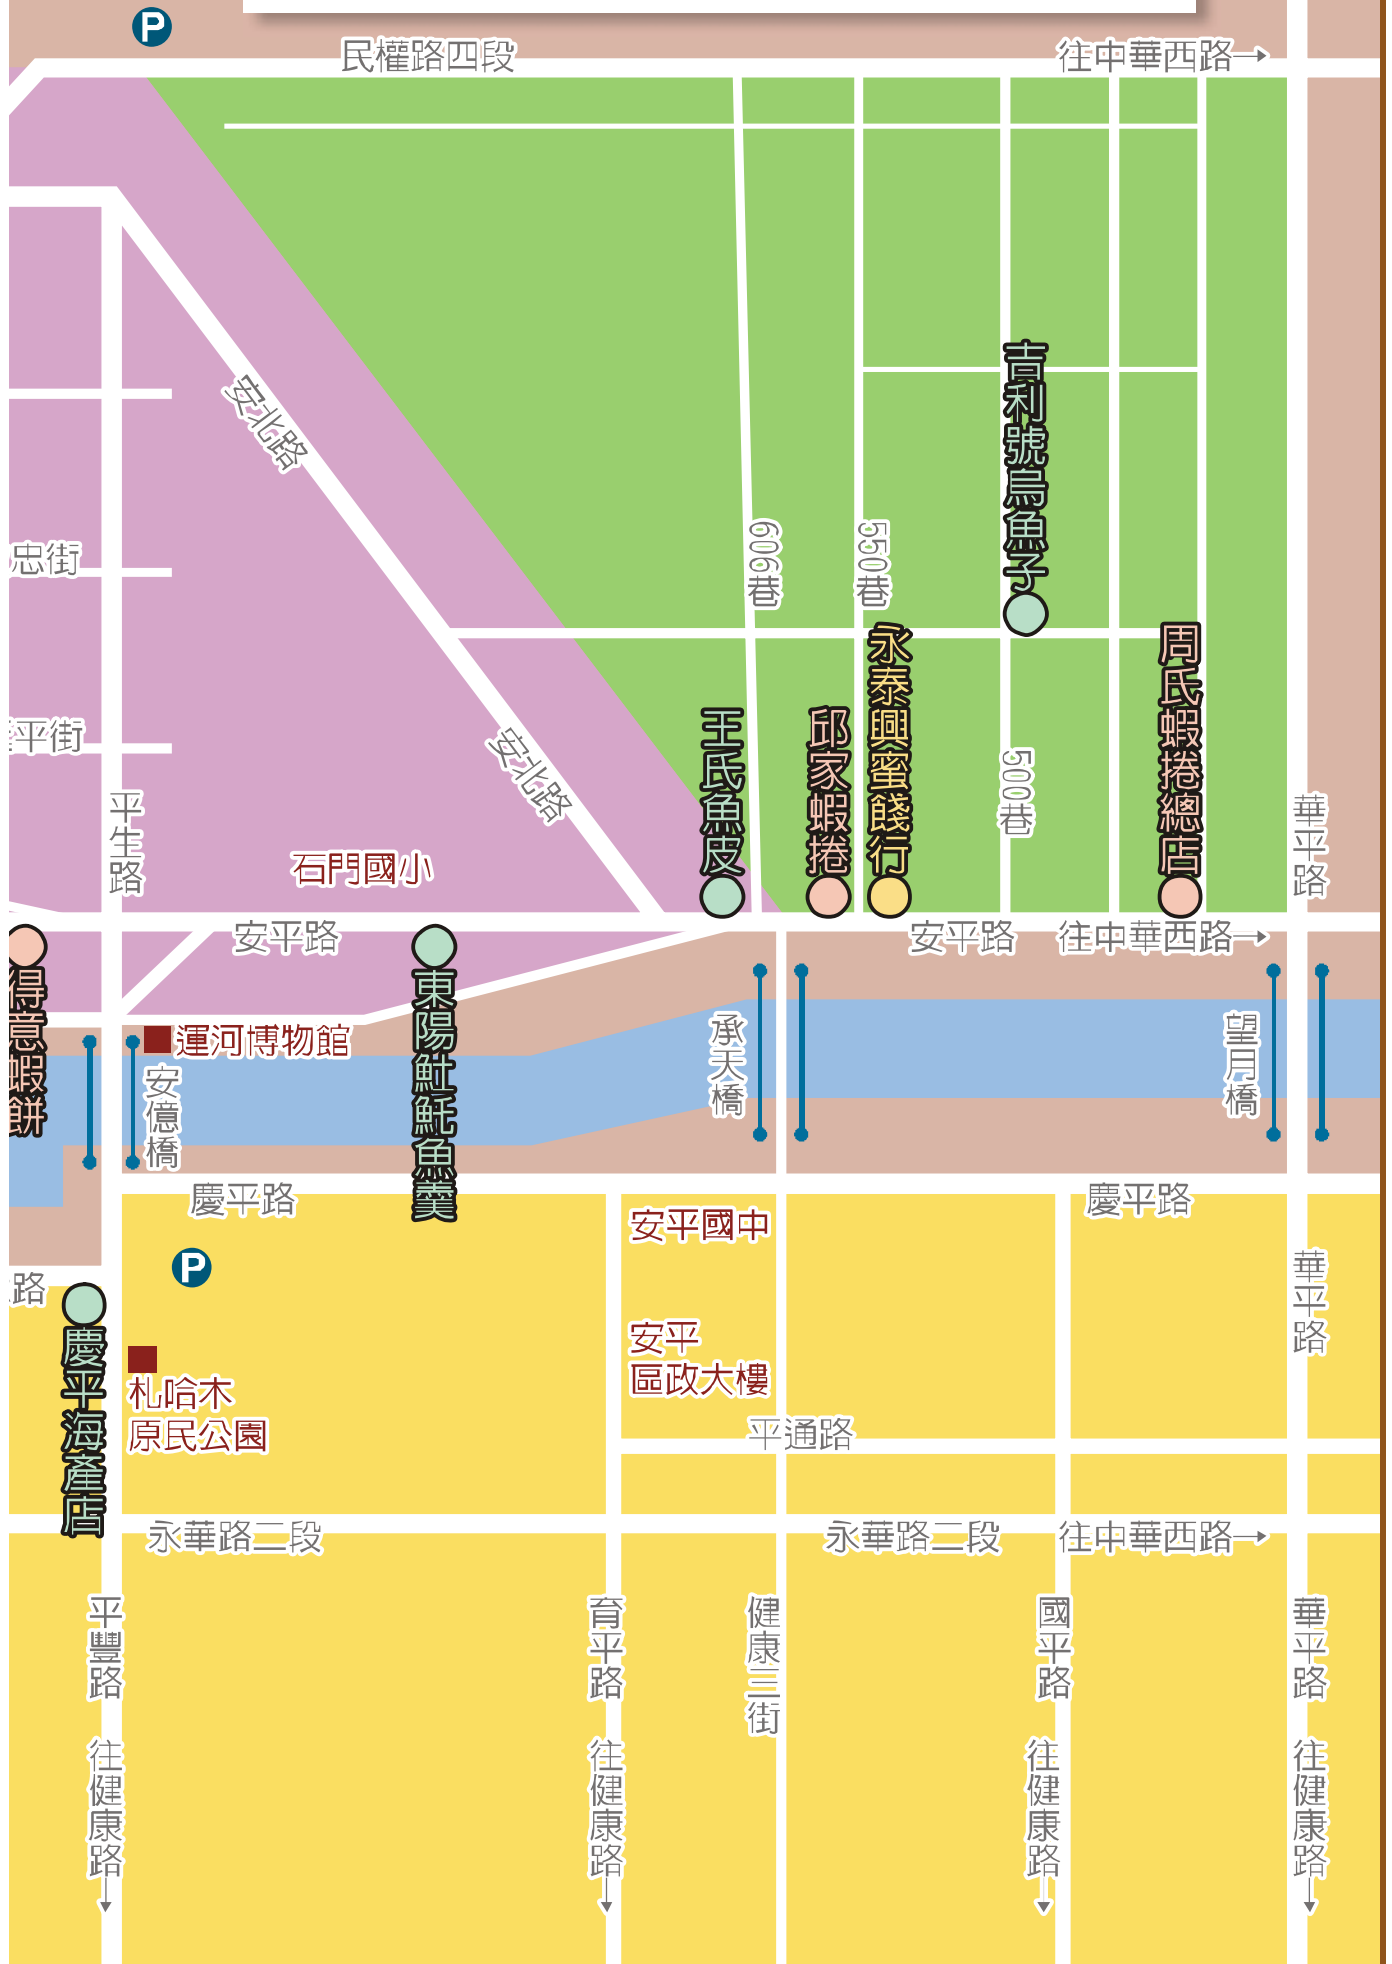 P
民權路四段
往中華西路→
安北路
吉利號烏魚子
606巷
550巷
忠街
永泰興蜜餞行
周氏蝦捲總店
王氏魚皮
邱家蝦捲
平街
安北路
500巷
平生路
華平路
石門國小
安平路
安平路
往中華西路→
得意蝦餅
東陽䰾魠魚羹
運河博物館
安億橋
承天橋
望月橋
慶平路
慶平路
安平國中
P
路
華平路
慶平海產店
安平
區政大樓
札哈木
原民公園
平通路
永華路二段
永華路二段
往中華西路→
平豐路
往健康路→
育平路
往健康路→
健康三街
國平路
往健康路→
華平路
往健康路→